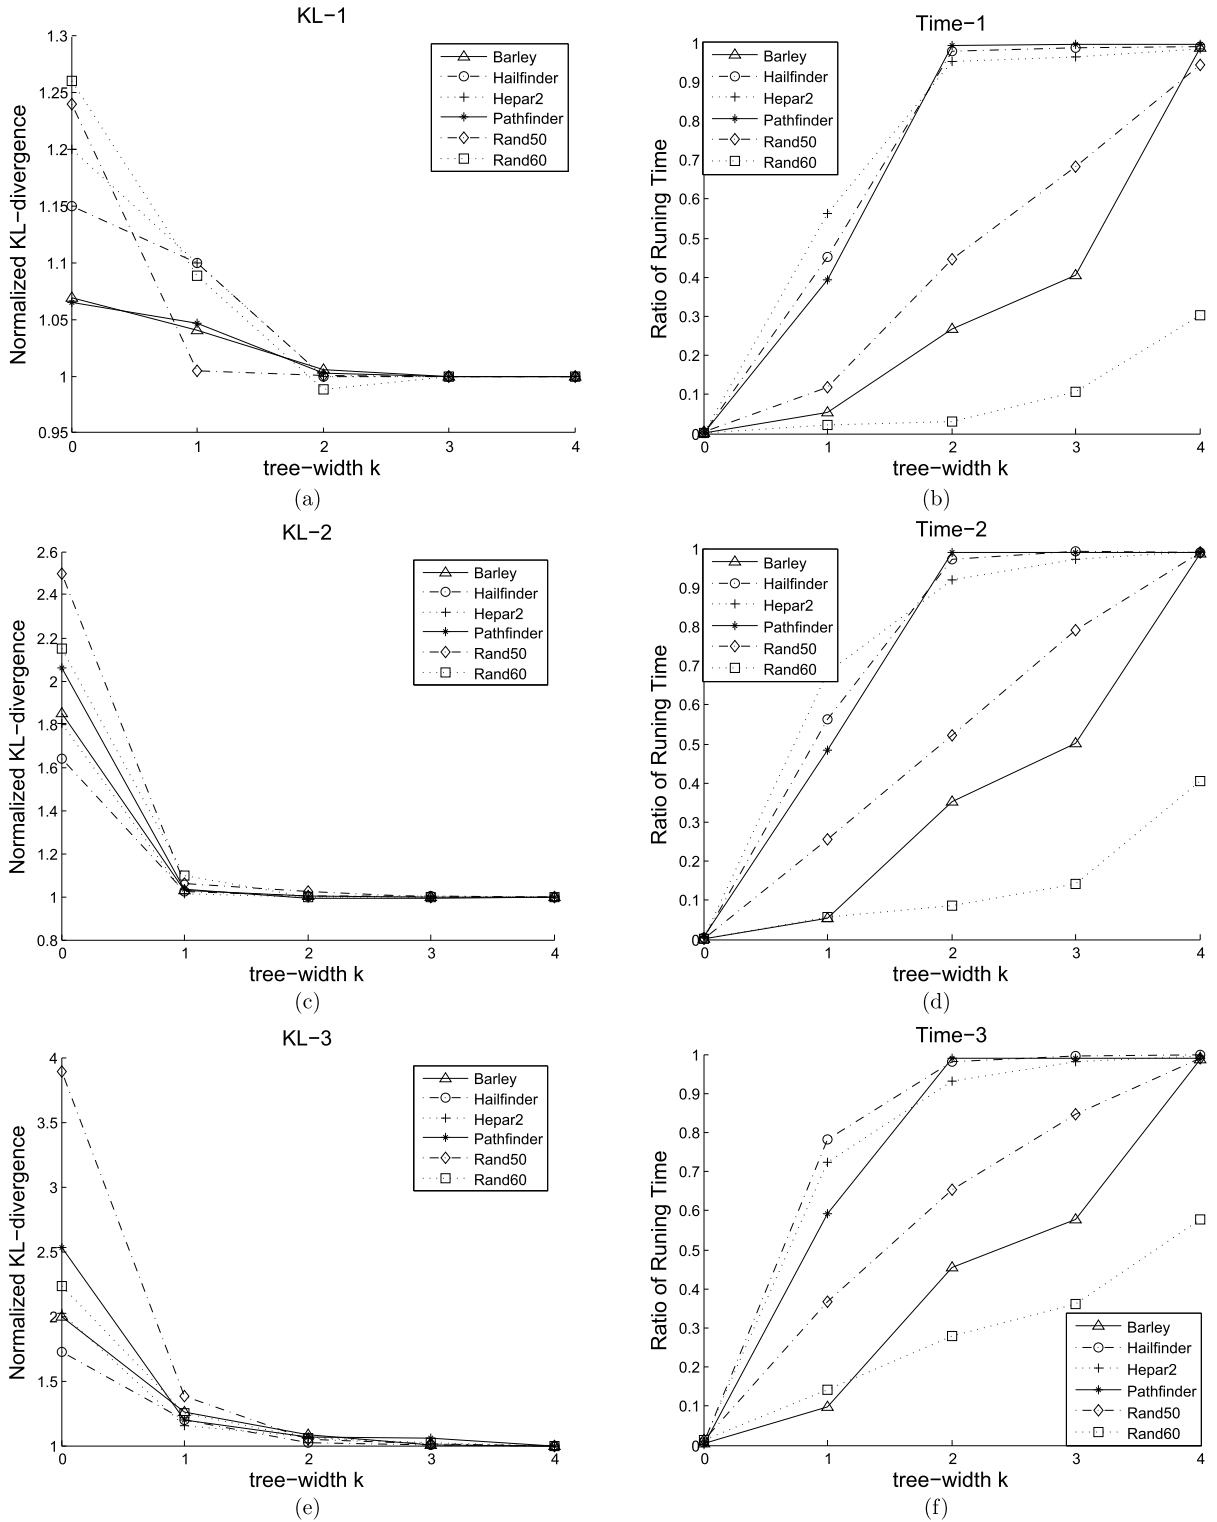 KL−1
1.3
1.25
1.2
1.15
1.1
1.05
1
0.95
0 1 2 3 4
Normalized KL−divergence
tree−width k
Barley
Hailfinder
Hepar2
Pathfinder
Rand50
Rand60
(a)
Time−1
1
0.9
0.8
0.7
0.6
0.5
0.4
0.3
0.2
0.1
0
0 1 2 3 4
Ratio of Runing Time
tree−width k
Barley
Hailfinder
Hepar2
Pathfinder
Rand50
Rand60
(b)
KL−2
2.6
2.4
2.2
2
1.8
1.6
1.4
1.2
1
0.8
0 1 2 3 4
Normalized KL−divergence
tree−width k
Barley
Hailfinder
Hepar2
Pathfinder
Rand50
Rand60
(c)
Time−2
1
0.9
0.8
0.7
0.6
0.5
0.4
0.3
0.2
0.1
0
0 1 2 3 4
Ratio of Runing Time
tree−width k
Barley
Hailfinder
Hepar2
Pathfinder
Rand50
Rand60
(d)
KL−3
4
3.5
3
2.5
2
1.5
1
0 1 2 3 4
Normalized KL−divergence
tree−width k
Barley
Hailfinder
Hepar2
Pathfinder
Rand50
Rand60
(e)
Time−3
1
0.9
0.8
0.7
0.6
0.5
0.4
0.3
0.2
0.1
0
0 1 2 3 4
Ratio of Runing Time
tree−width k
Barley
Hailfinder
Hepar2
Pathfinder
Rand50
Rand60
(f)